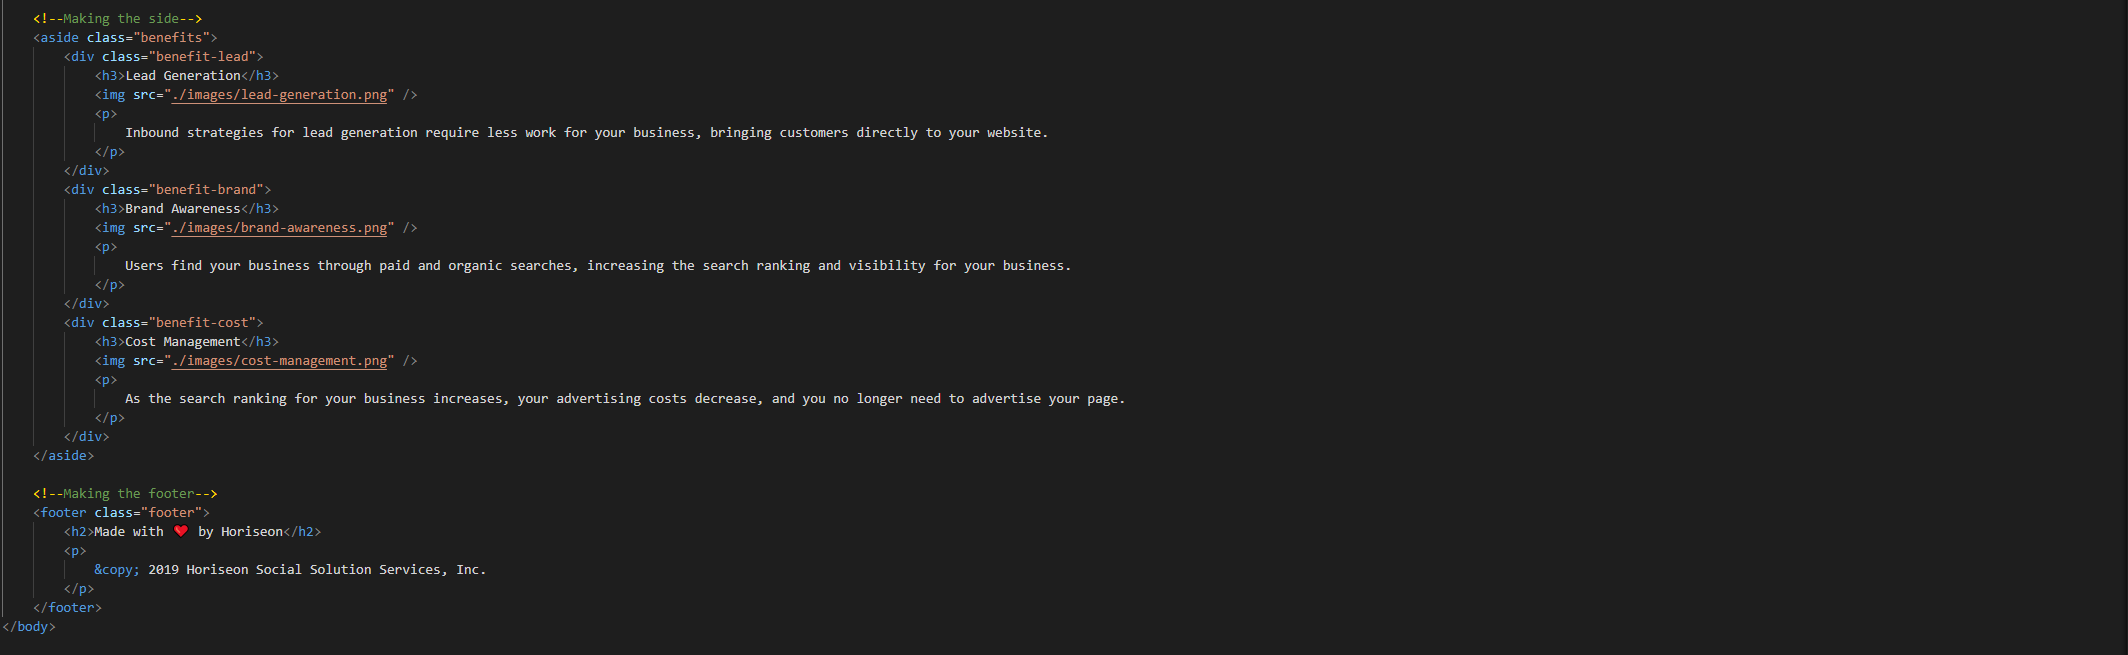 <!--Making the side-->
<aside class="benefits">
<div class="benefit-lead">
<h3>Lead Generation</h3>
<img src="./images/lead-generation.png" />
<p>
Inbound strategies for lead generation require less work for your business, bringing customers directly to your website.
</p>
</div>
<div class="benefit-brand">
<h3>Brand Awareness</h3>
<img src="./images/brand-awareness.png" />
<p>
Users find your business through paid and organic searches, increasing the search ranking and visibility for your business.
</p>
</div>
<div class="benefit-cost">
<h3>Cost Management</h3>
<img src="./images/cost-management.png" />
<p>
As the search ranking for your business increases, your advertising costs decrease, and you no longer need to advertise your page.
</p>
</div>
</aside>
<!--Making the footer-->
<footer class="footer">
<h2>Made with ❤️ by Horiseon</h2>
<p>
&copy; 2019 Horiseon Social Solution Services, Inc.
</p>
</footer>
</body>